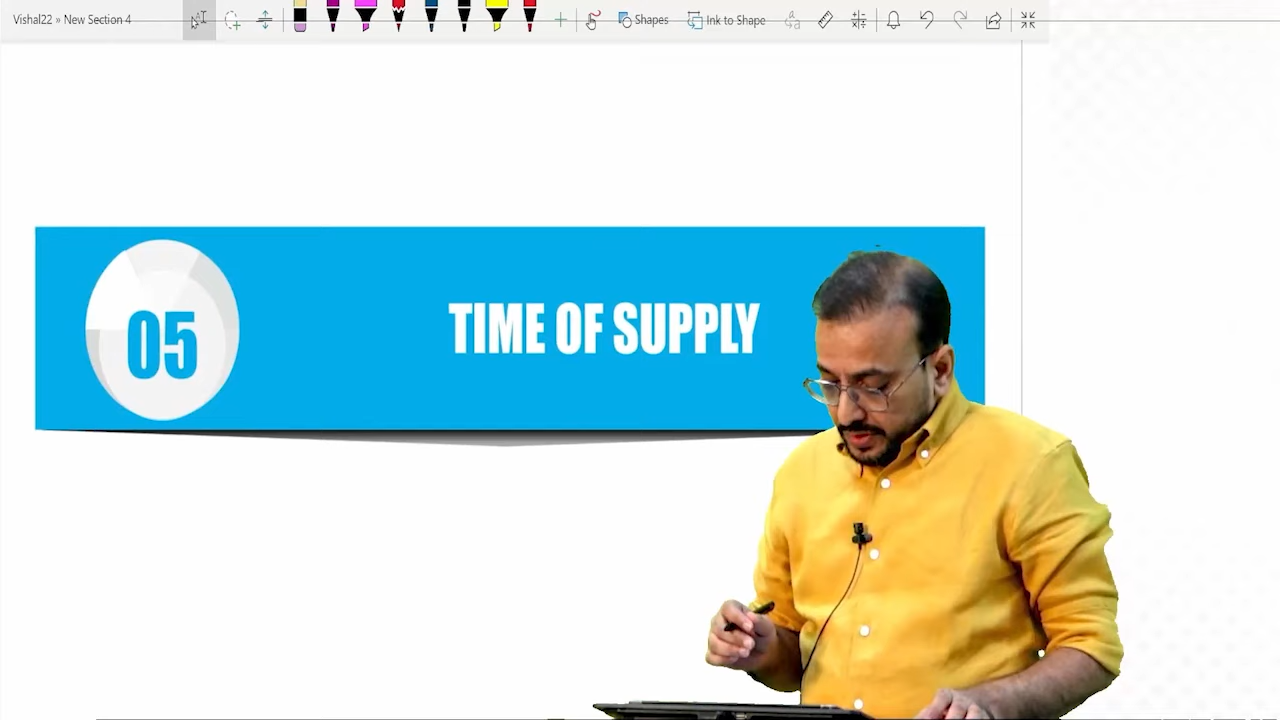 Vishal22 » New Section 4
Shapes
Ink to Shape
05
TIME OF SUPPLY